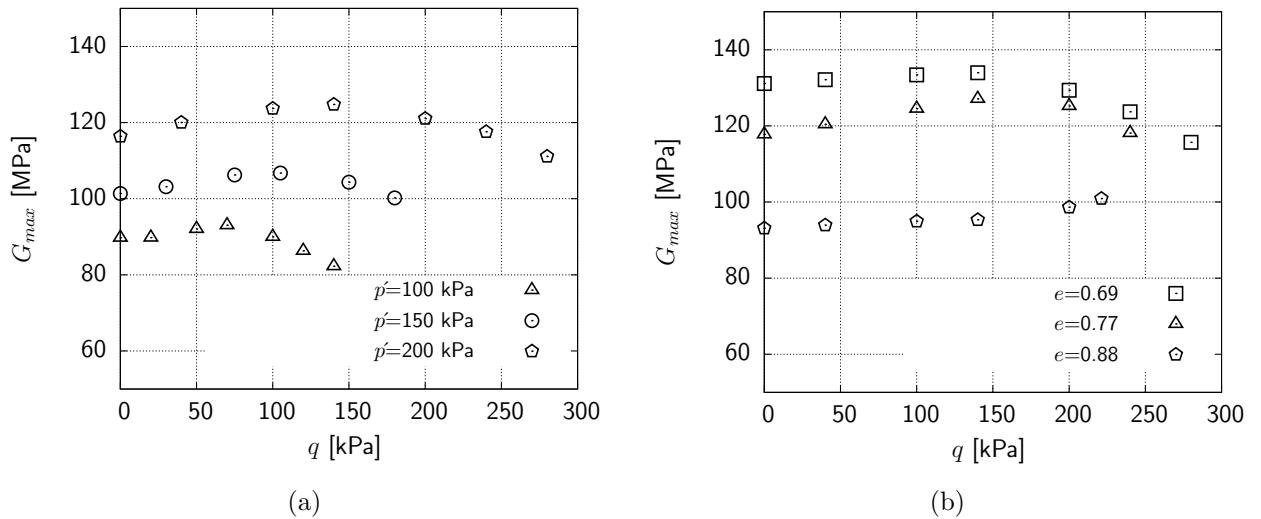 140
120
100
80
60
0 50 100 150 200 250 300
G_max [MPa]
q [kPa]
p′=100 kPa
p′=150 kPa
p′=200 kPa
(a)
140
120
100
80
60
0 50 100 150 200 250 300
G_max [MPa]
q [kPa]
e=0.69
e=0.77
e=0.88
(b)